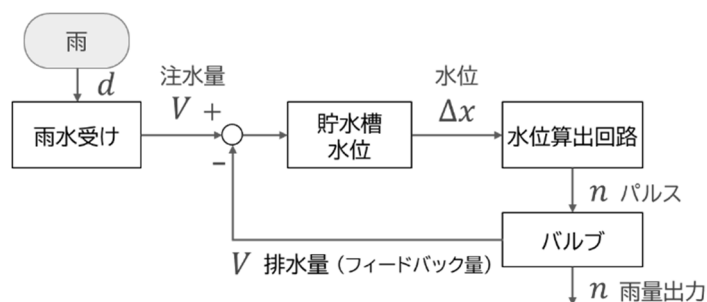 雨
d
注水量
V +
雨水受け
−
貯水槽
水位
水位
Δx
水位算出回路
n パルス
バルブ
V 排水量（フィードバック量）
n 雨量出力